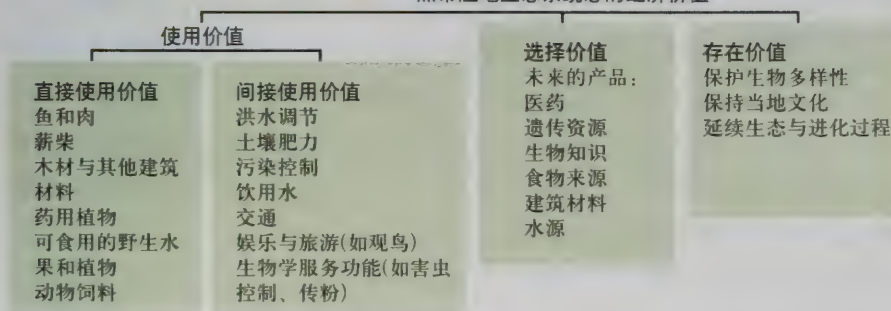 使用价值
直接使用价值
鱼和肉
薪柴
木材与其他建筑
材料
药用植物
可食用的野生水
果和植物
动物饲料
间接使用价值
洪水调节
土壤肥力
污染控制
饮用水
交通
娱乐与旅游(如观鸟)
生物学服务功能(如害虫
控制、传粉)
选择价值
未来的产品:
医药
遗传资源
生物知识
食物来源
建筑材料
水源
存在价值
保护生物多样性
保持当地文化
延续生态与进化过程